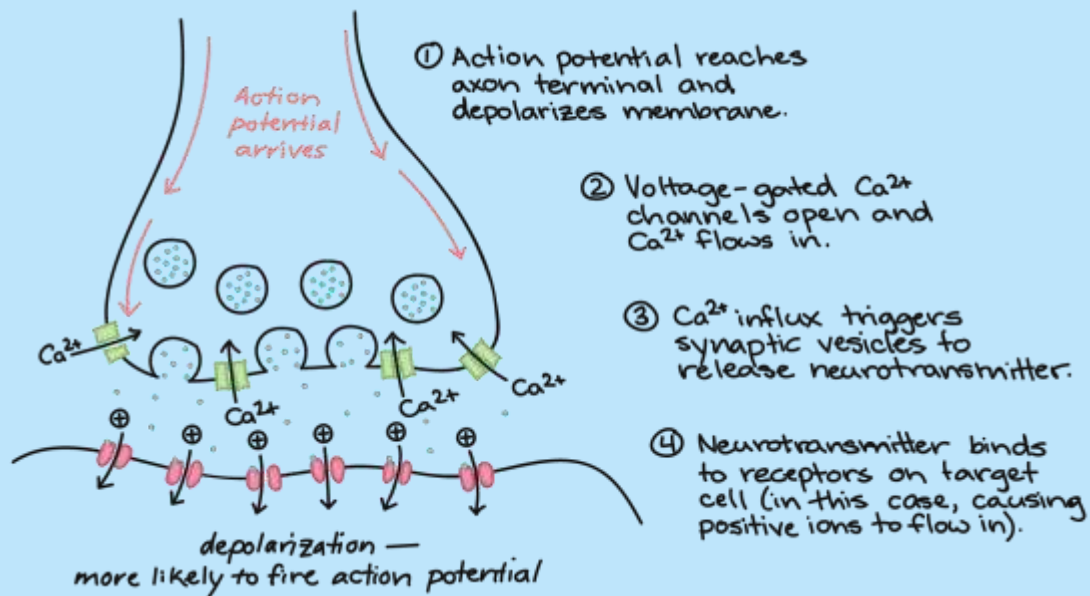 Action
potential
arrives
① Action potential reaches
axon terminal and
depolarizes membrane.
② Voltage-gated Ca²⁺
channels open and
Ca²⁺ flows in.
③ Ca²⁺ influx triggers
synaptic vesicles to
release neurotransmitter.
④ Neurotransmitter binds
to receptors on target
cell (in this case, causing
positive ions to flow in).
Ca²⁺
Ca²⁺
Ca²⁺
Ca²⁺
⊕ ⊕ ⊕ ⊕ ⊕ ⊕
depolarization —
more likely to fire action potential